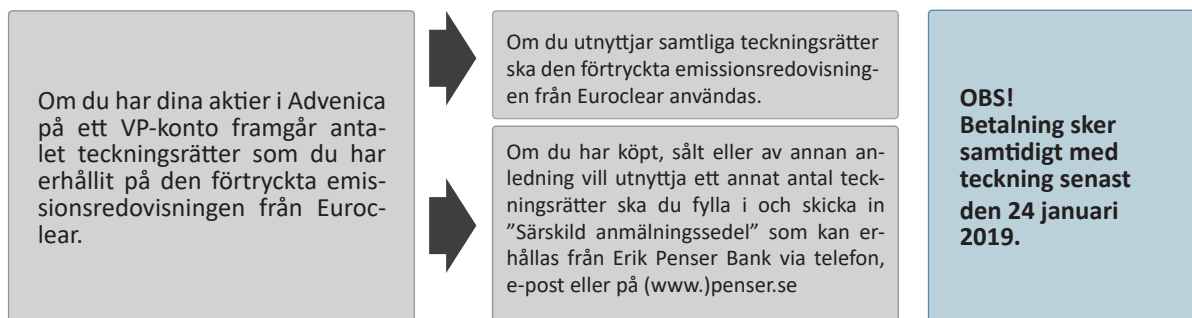 Om du har dina aktier i Advenica
på ett VP-konto framgår anta-
let teckningsrätter som du har
erhållit på den förtryckta emis-
sionsredovisningen från Euroc-
lear.
Om du utnyttjar samtliga teckningsrätter
ska den förtryckta emissionsredovisning-
en från Euroclear användas.
Om du har köpt, sålt eller av annan an-
ledning vill utnyttja ett annat antal teck-
ningsrätter ska du fylla i och skicka in
”Särskild anmälningssedel” som kan er-
hållas från Erik Penser Bank via telefon,
e-post eller på (www.)penser.se
OBS!
Betalning sker
samtidigt med
teckning senast
den 24 januari
2019.